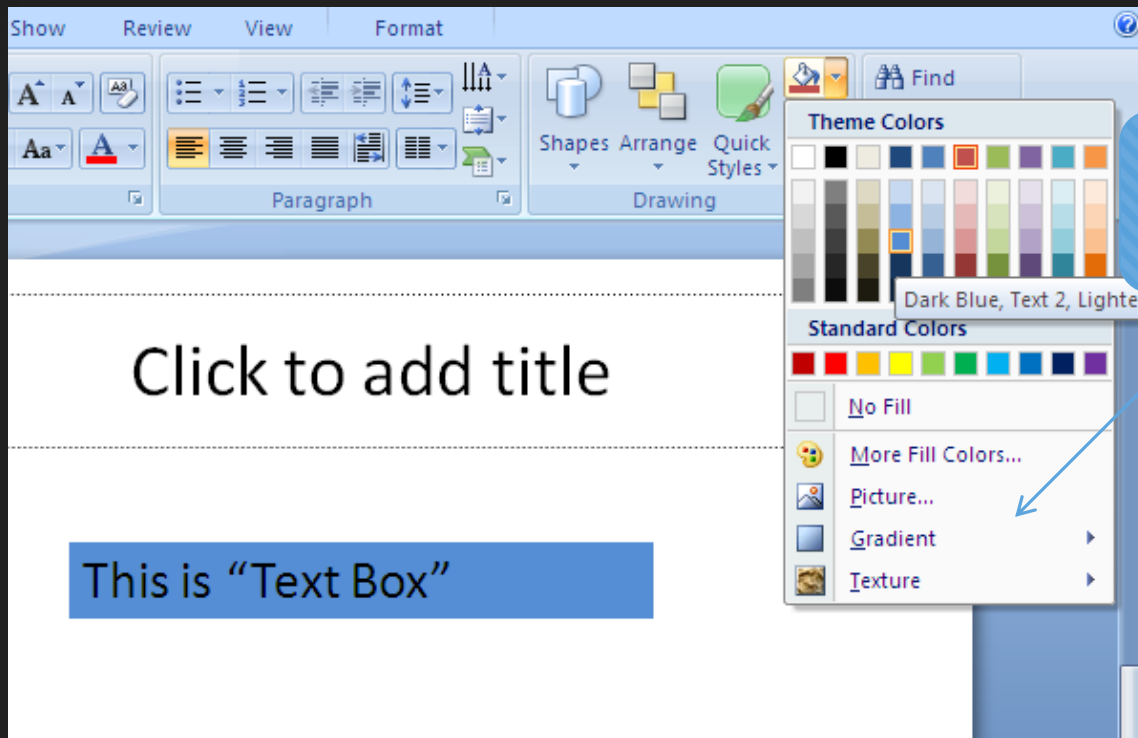 Show Review View Format
A A Aa
Aa A
Find
Shapes Arrange Quick Styles
Paragraph
Drawing
Theme Colors
Dark Blue, Text 2, Lighte
Standard Colors
No Fill
More Fill Colors...
Picture...
Gradient
Texture
Click to add title
This is “Text Box”